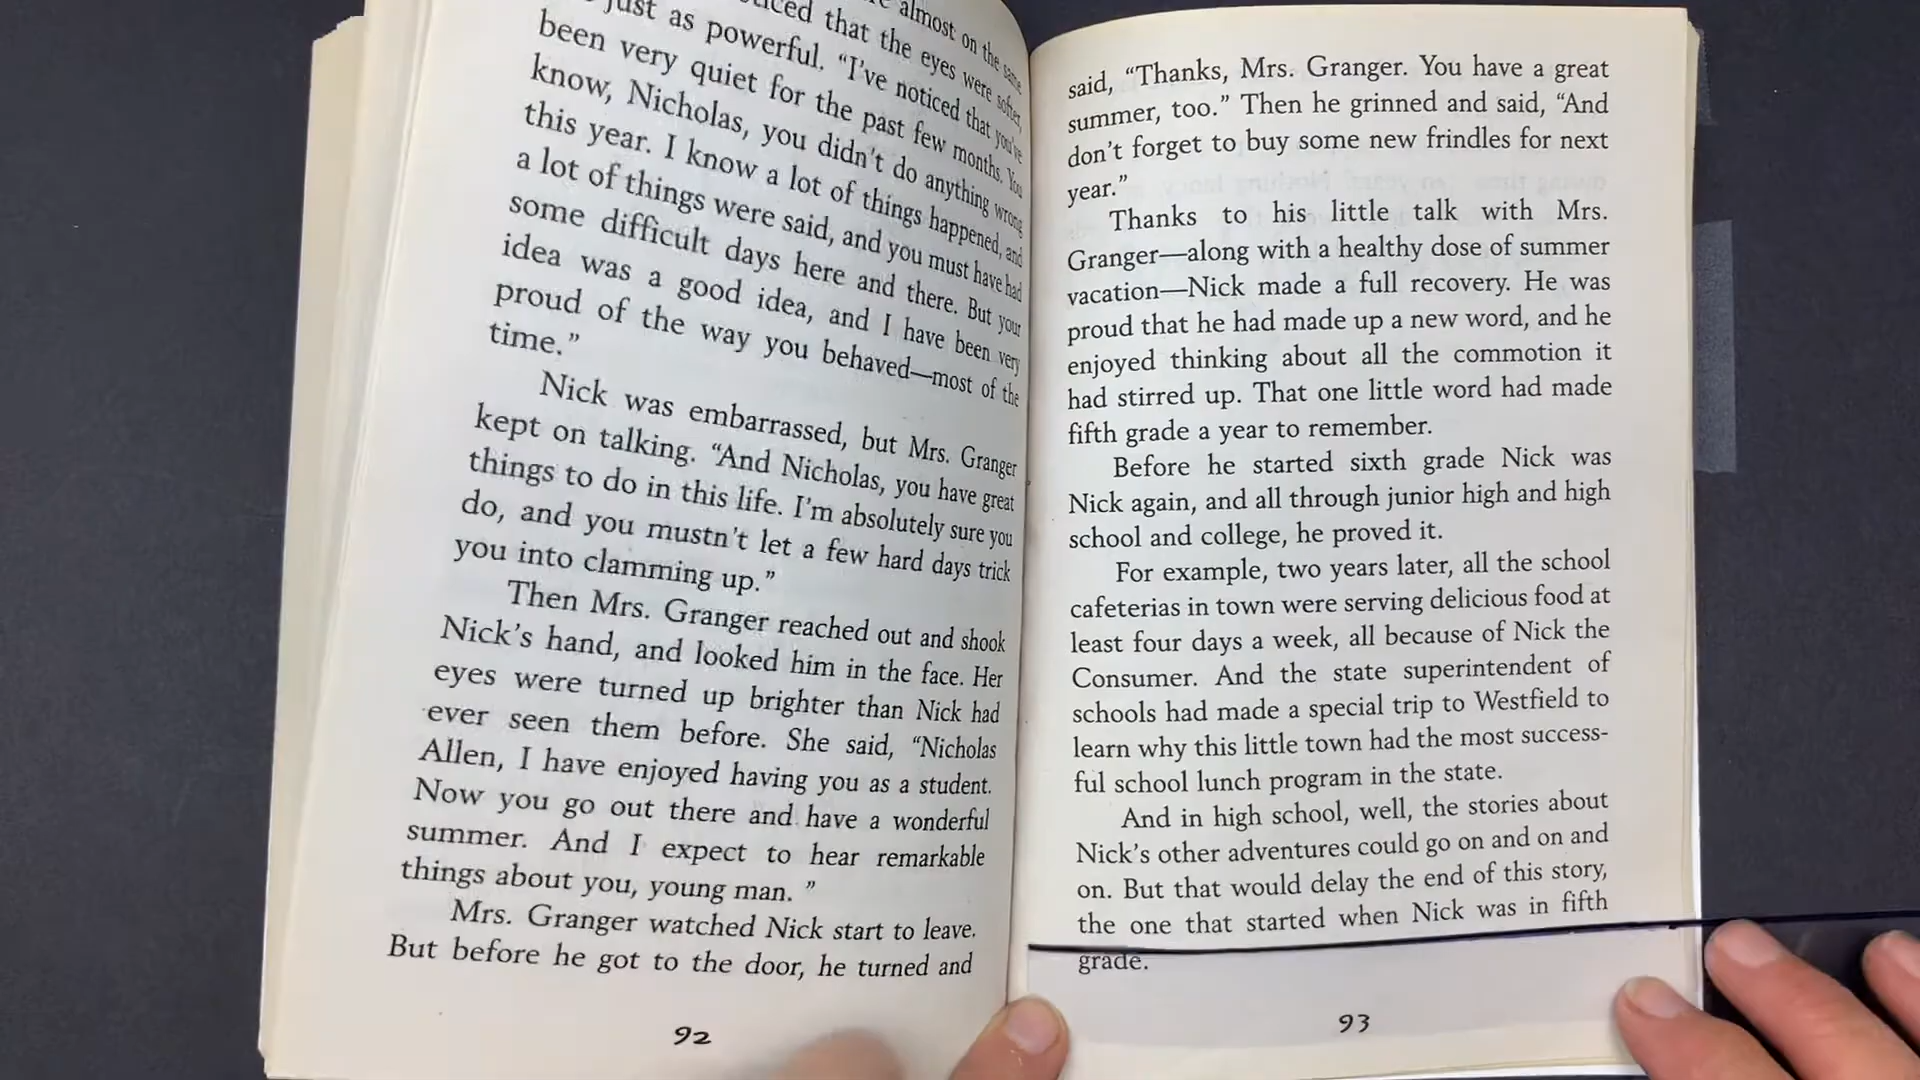 almost on the same
that the eyes were softer,
just as powerful. “I’ve noticed that you’ve
been very quiet for the past few months. You
know, Nicholas, you didn’t do anything wrong
this year. I know a lot of things happened, and
a lot of things were said, and you must have had
some difficult days here and there. But your
idea was a good idea, and I have been very
proud of the way you behaved—most of the
time.”
Nick was embarrassed, but Mrs. Granger
kept on talking. “And Nicholas, you have great
things to do in this life. I’m absolutely sure you
do, and you mustn’t let a few hard days trick
you into clamming up.”
Then Mrs. Granger reached out and shook
Nick’s hand, and looked him in the face. Her
eyes were turned up brighter than Nick had
ever seen them before. She said, “Nicholas
Allen, I have enjoyed having you as a student.
Now you go out there and have a wonderful
summer. And I expect to hear remarkable
things about you, young man. ”
Mrs. Granger watched Nick start to leave.
But before he got to the door, he turned and
92
said, “Thanks, Mrs. Granger. You have a great
summer, too.” Then he grinned and said, “And
don’t forget to buy some new frindles for next
year.”
Thanks to his little talk with Mrs.
Granger—along with a healthy dose of summer
vacation—Nick made a full recovery. He was
proud that he had made up a new word, and he
enjoyed thinking about all the commotion it
had stirred up. That one little word had made
fifth grade a year to remember.
Before he started sixth grade Nick was
Nick again, and all through junior high and high
school and college, he proved it.
For example, two years later, all the school
cafeterias in town were serving delicious food at
least four days a week, all because of Nick the
Consumer. And the state superintendent of
schools had made a special trip to Westfield to
learn why this little town had the most success-
ful school lunch program in the state.
And in high school, well, the stories about
Nick’s other adventures could go on and on and
on. But that would delay the end of this story,
the one that started when Nick was in fifth
grade.
93